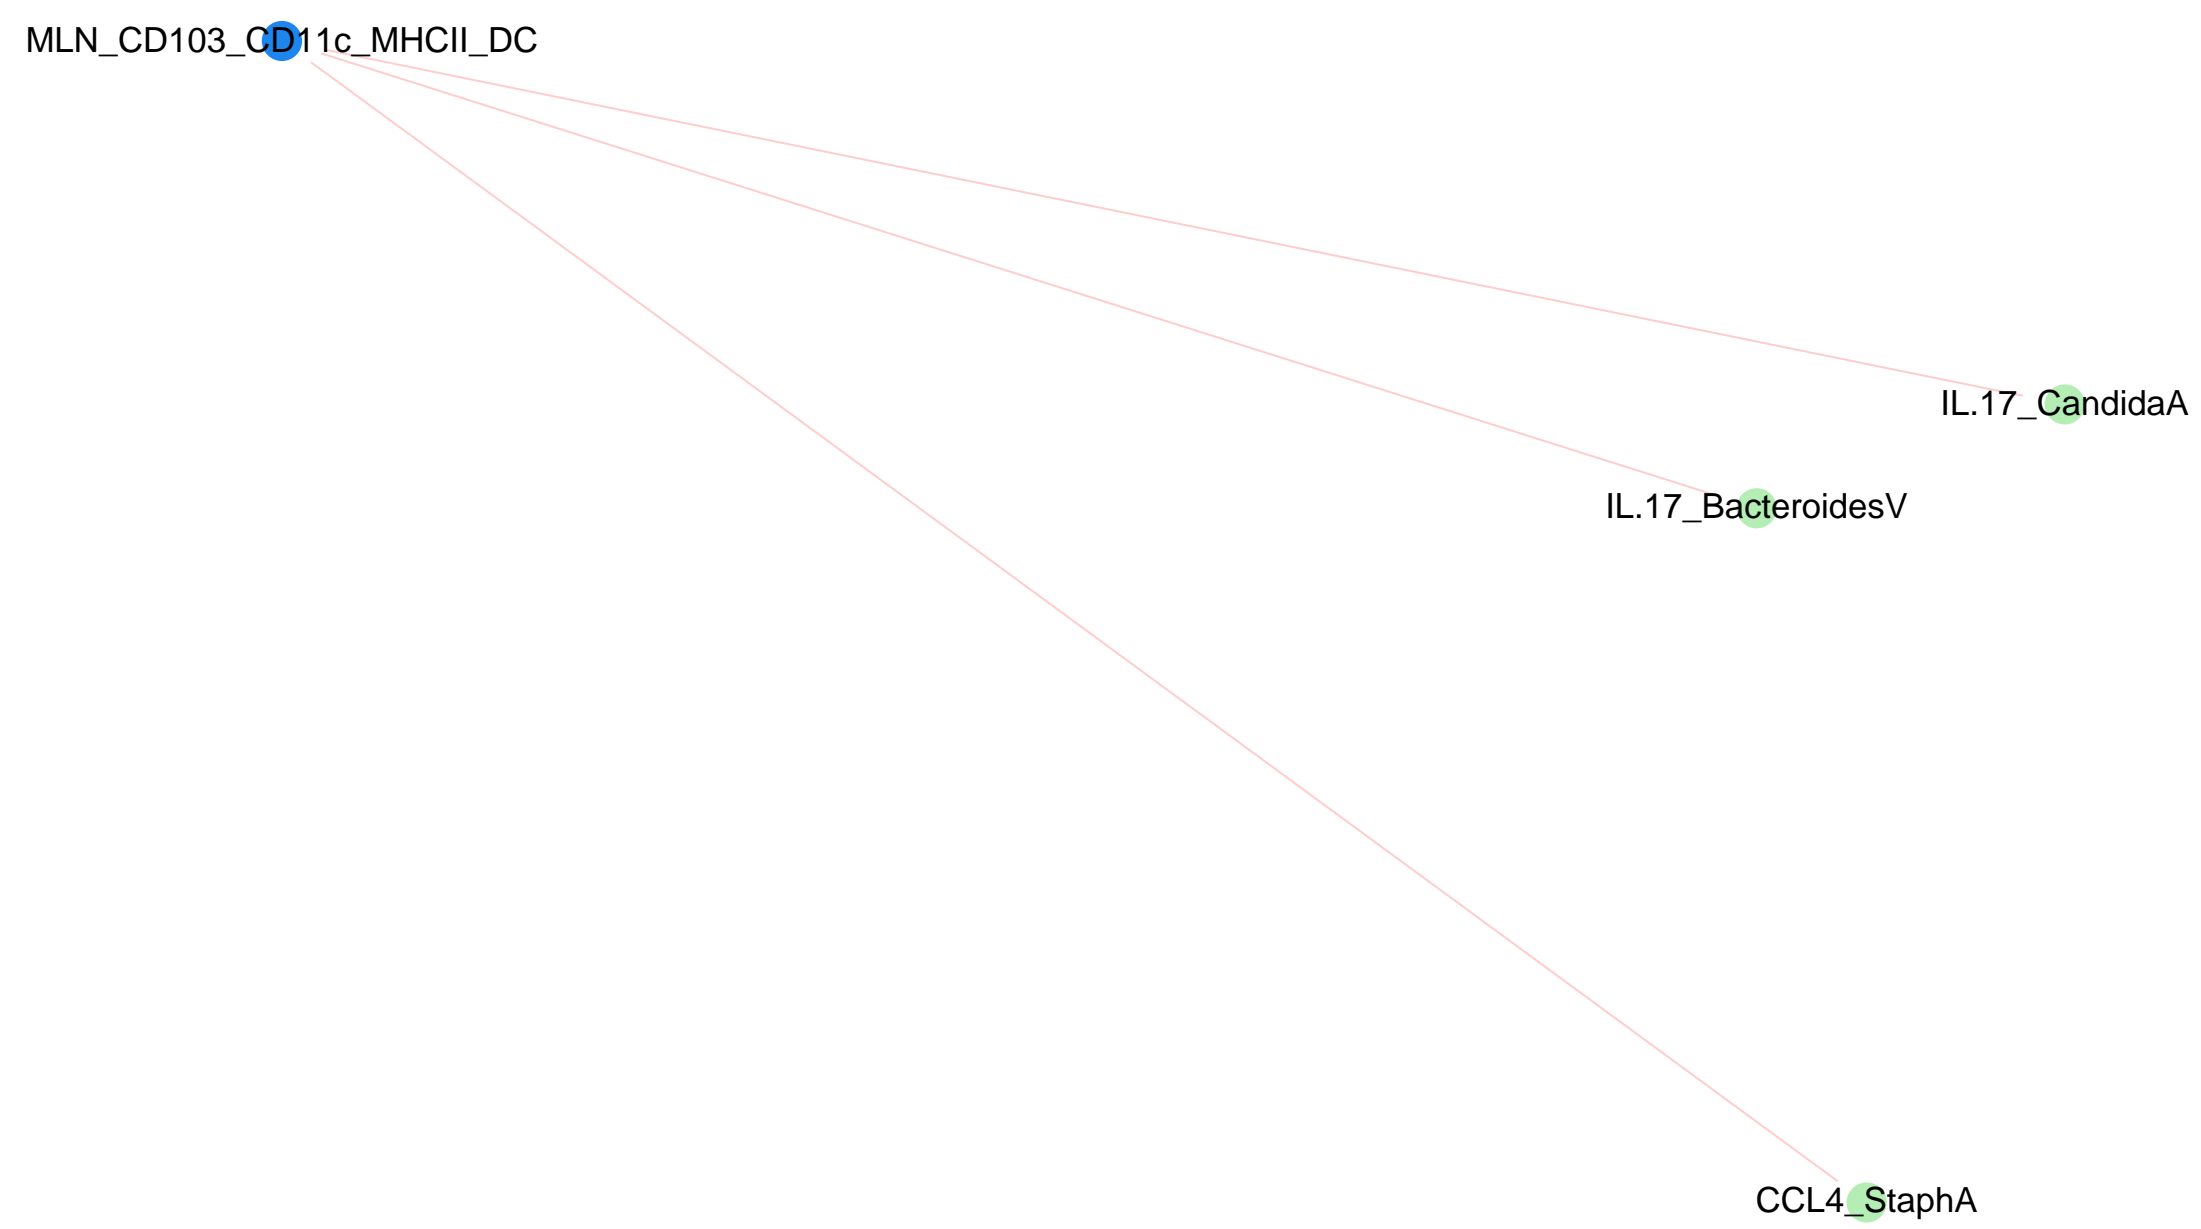 MLN_CD103_CD11c_MHCII_DC
IL.17_CandidaA
IL.17_BacteroidesV
CCL4_StaphA